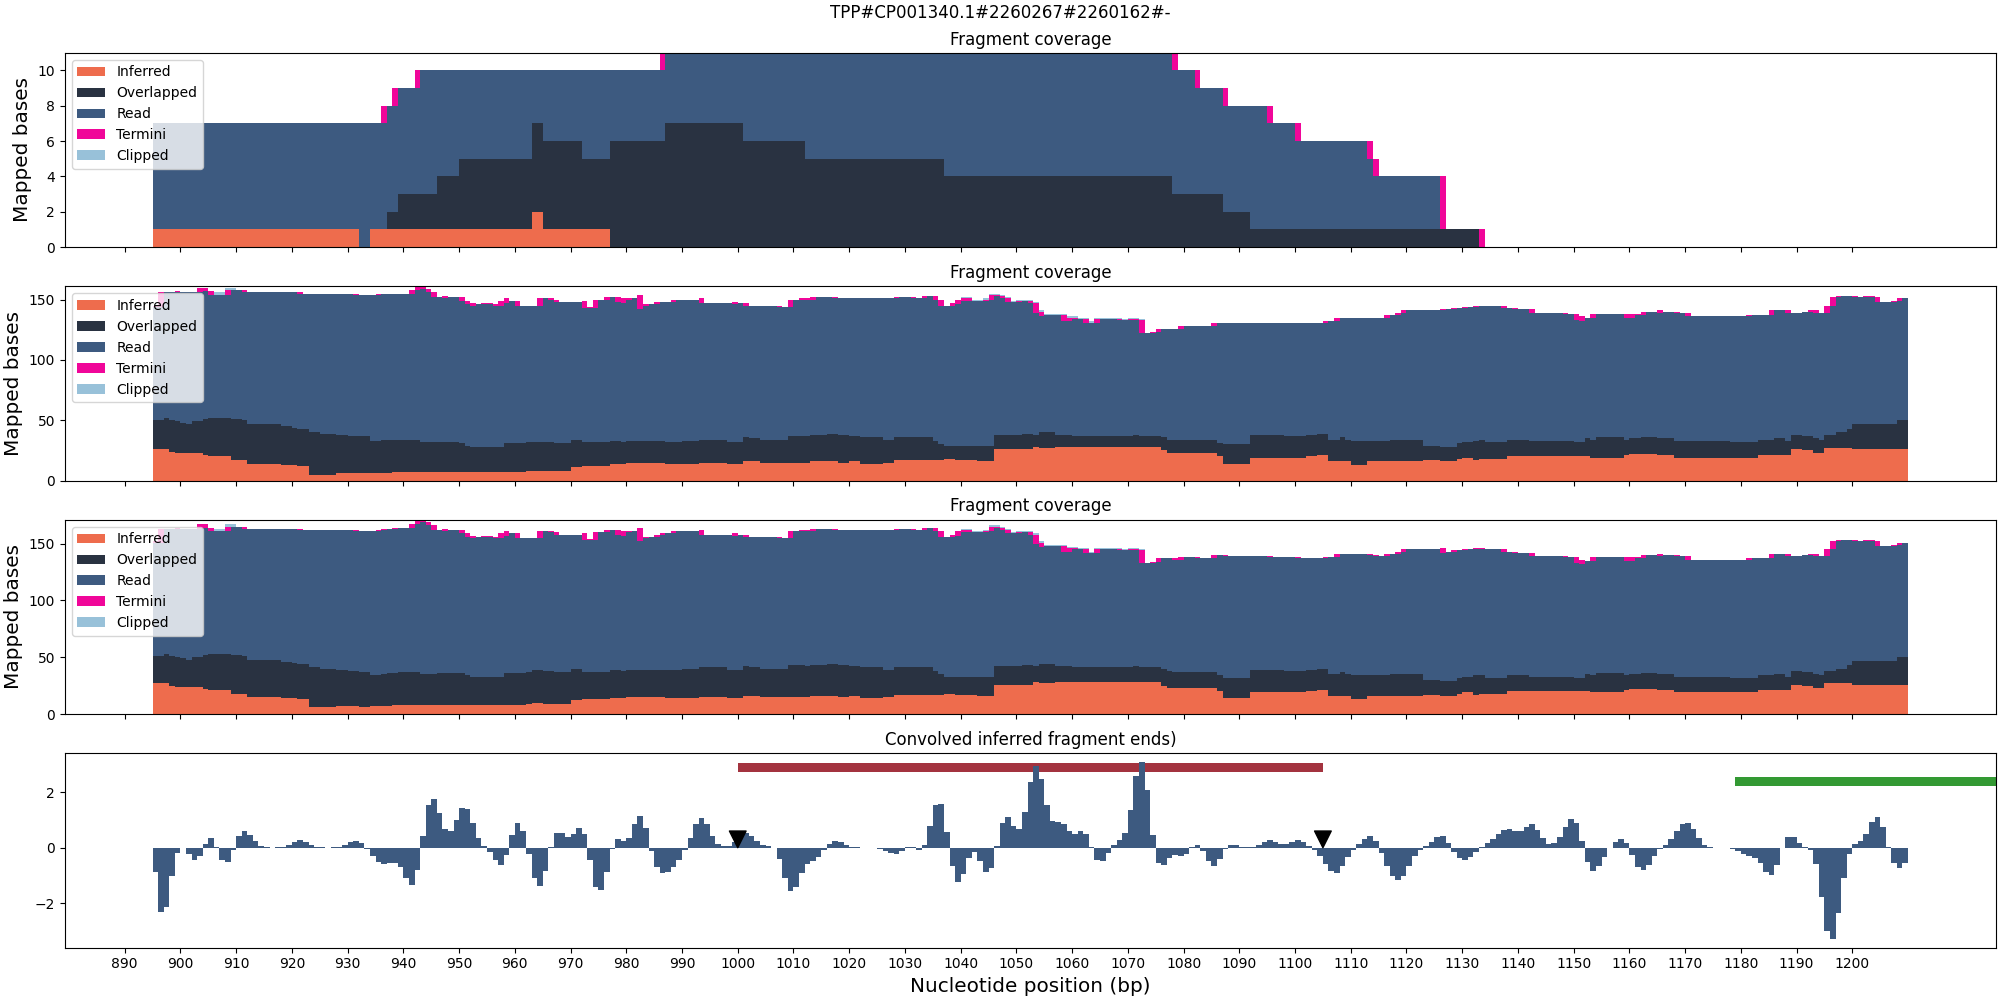 TPP#CP001340.1#2260267#2260162#-
Fragment coverage
Mapped bases
10
8
6
4
2
0
Inferred
Overlapped
Read
Termini
Clipped
Fragment coverage
Mapped bases
150
100
50
0
Inferred
Overlapped
Read
Termini
Clipped
Fragment coverage
Mapped bases
150
100
50
0
Inferred
Overlapped
Read
Termini
Clipped
Convolved inferred fragment ends)
2
0
−2
890 900 910 920 930 940 950 960 970 980 990 1000 1010 1020 1030 1040 1050 1060 1070 1080 1090 1100 1110 1120 1130 1140 1150 1160 1170 1180 1190 1200
Nucleotide position (bp)